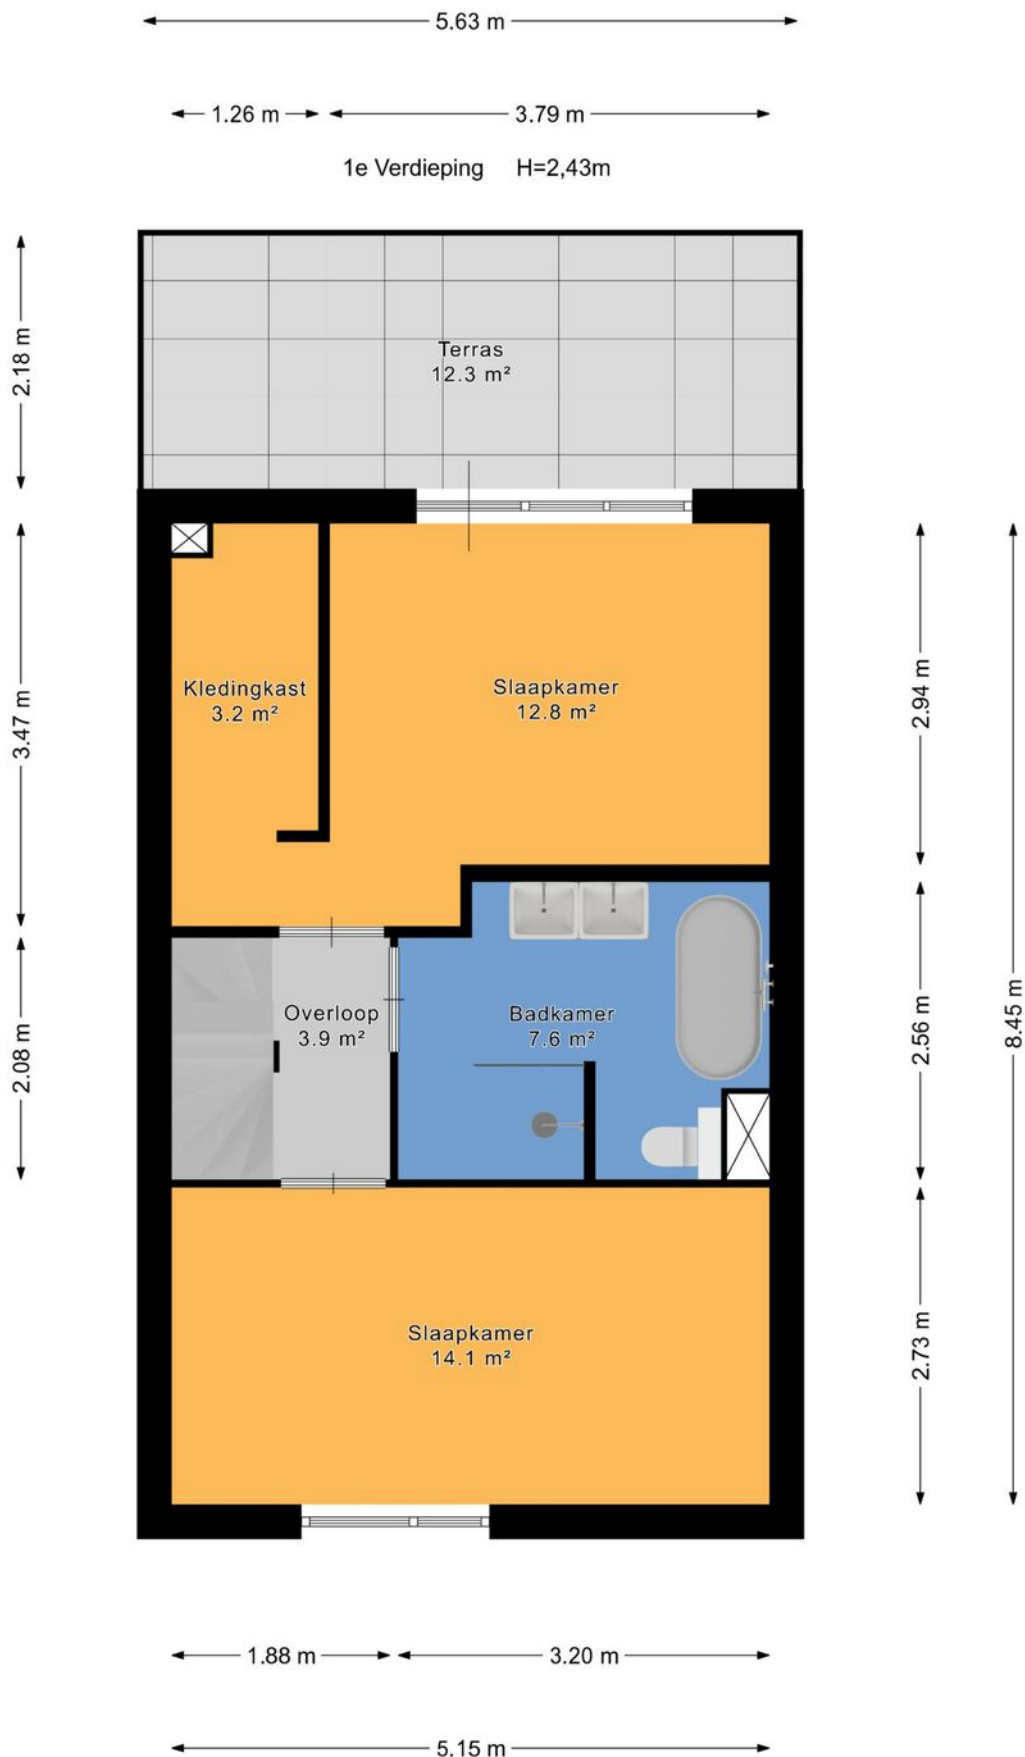 5.63 m
1.26 m
3.79 m
1e Verdieping H=2,43m
2.18 m
Terras
12.3 m²
3.47 m
Kledingkast
3.2 m²
Slaapkamer
12.8 m²
2.94 m
2.08 m
Overloop
3.9 m²
Badkamer
7.6 m²
2.56 m
8.45 m
Slaapkamer
14.1 m²
2.73 m
1.88 m
3.20 m
5.15 m